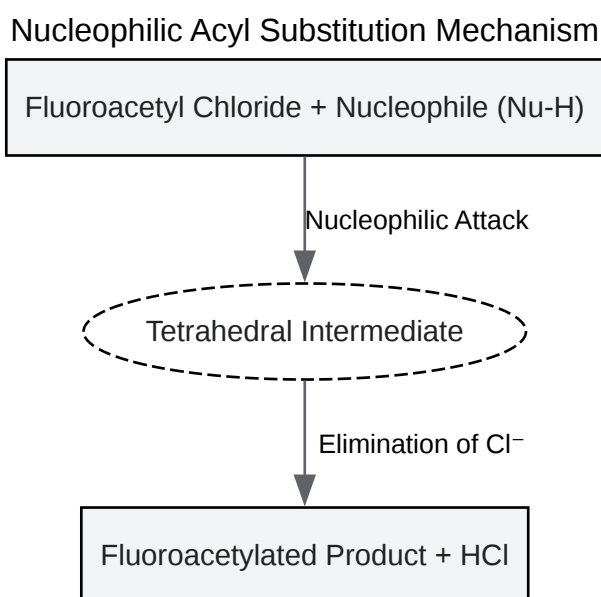 Nucleophilic Acyl Substitution Mechanism
Fluoroacetyl Chloride + Nucleophile (Nu-H)
Nucleophilic Attack
Tetrahedral Intermediate
Elimination of Cl⁻
Fluoroacetylated Product + HCl